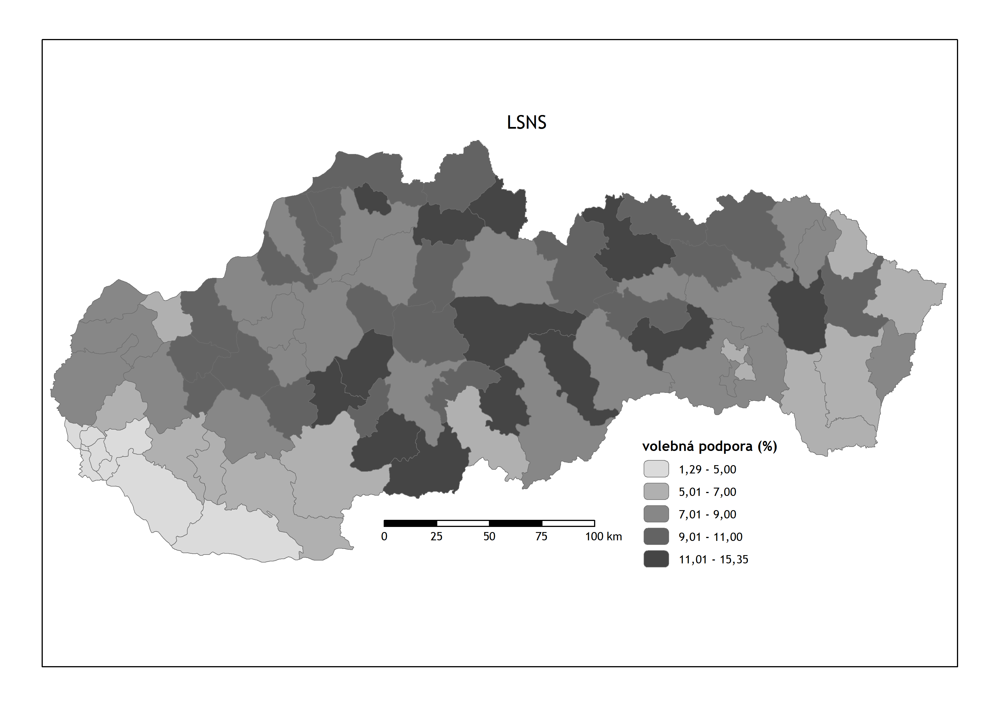 LSNS
volebná podpora (%)
1,29 - 5,00
5,01 - 7,00
7,01 - 9,00
9,01 - 11,00
11,01 - 15,35
0 25 50 75 100 km